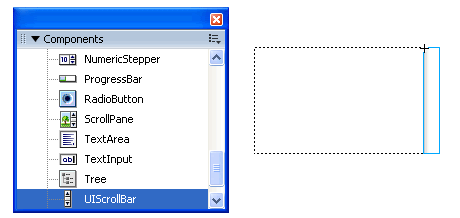 Components
NumericStepper
ProgressBar
RadioButton
ScrollPane
TextArea
TextInput
Tree
UIScrollBar